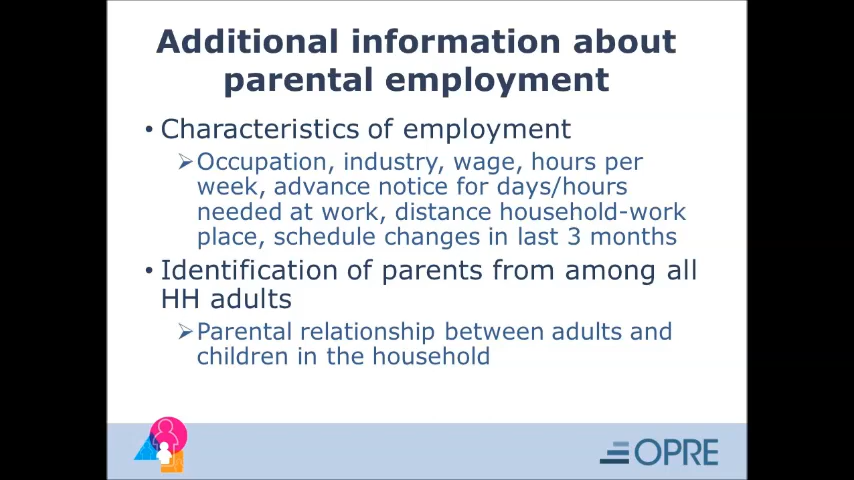 Additional information about
parental employment
• Characteristics of employment
➢Occupation, industry, wage, hours per
week, advance notice for days/hours
needed at work, distance household-work
place, schedule changes in last 3 months
• Identification of parents from among all
HH adults
➢Parental relationship between adults and
children in the household
OPRE